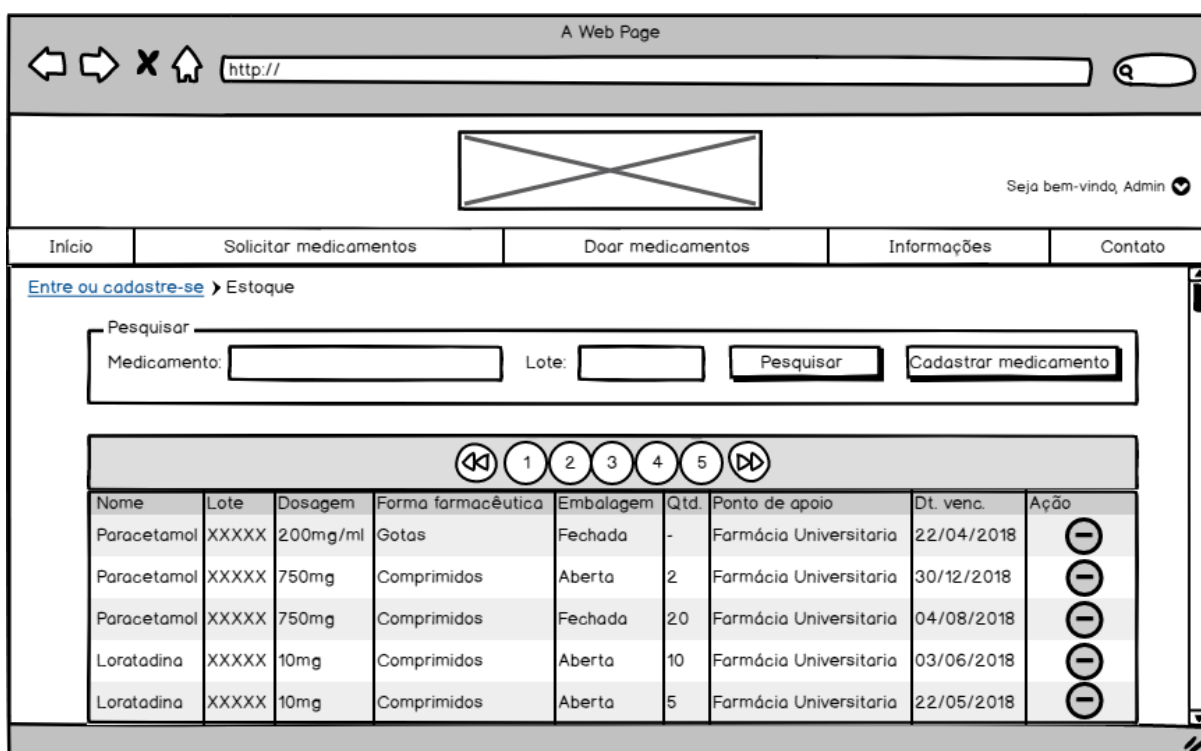 A Web Page
http://
Seja bem-vindo, Admin
Início Solicitar medicamentos Doar medicamentos Informações Contato
Entre ou cadastre-se Estoque
Pesquisar
Medicamento: Lote: Pesquisar Cadastrar medicamento
1 2 3 4 5
Nome Lote Dosagem Forma farmacêutica Embalagem Qtd. Ponto de apoio Dt. venc. Ação
Paracetamol XXXXX 200mg/ml Gotas Fechada - Farmácia Universitaria 22/04/2018
Paracetamol XXXXX 750mg Comprimidos Aberta 2 Farmácia Universitaria 30/12/2018
Paracetamol XXXXX 750mg Comprimidos Fechada 20 Farmácia Universitaria 04/08/2018
Loratadina XXXXX 10mg Comprimidos Aberta 10 Farmácia Universitaria 03/06/2018
Loratadina XXXXX 10mg Comprimidos Aberta 5 Farmácia Universitaria 22/05/2018